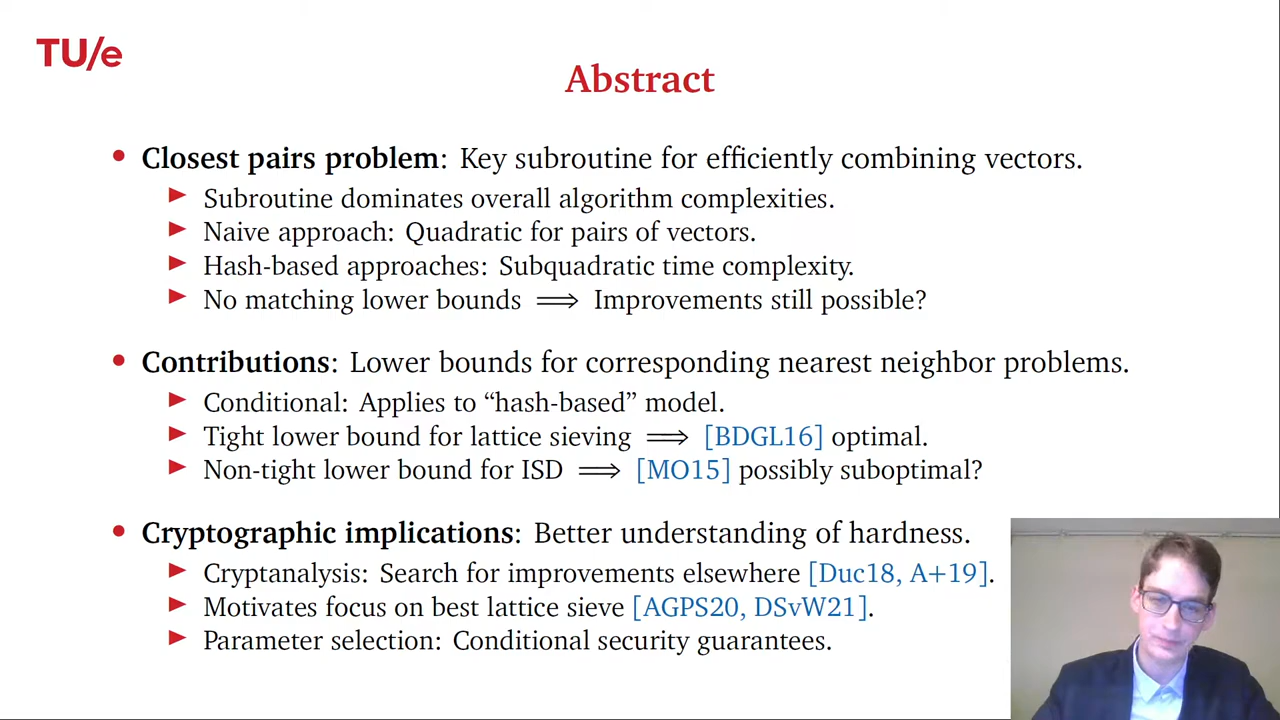 TU/e
Abstract
• Closest pairs problem: Key subroutine for efficiently combining vectors.
▶ Subroutine dominates overall algorithm complexities.
▶ Naive approach: Quadratic for pairs of vectors.
▶ Hash-based approaches: Subquadratic time complexity.
▶ No matching lower bounds ⟹ Improvements still possible?
• Contributions: Lower bounds for corresponding nearest neighbor problems.
▶ Conditional: Applies to “hash-based” model.
▶ Tight lower bound for lattice sieving ⟹ [BDGL16] optimal.
▶ Non-tight lower bound for ISD ⟹ [MO15] possibly suboptimal?
• Cryptographic implications: Better understanding of hardness.
▶ Cryptanalysis: Search for improvements elsewhere [Duc18, A+19].
▶ Motivates focus on best lattice sieve [AGPS20, DSvW21].
▶ Parameter selection: Conditional security guarantees.